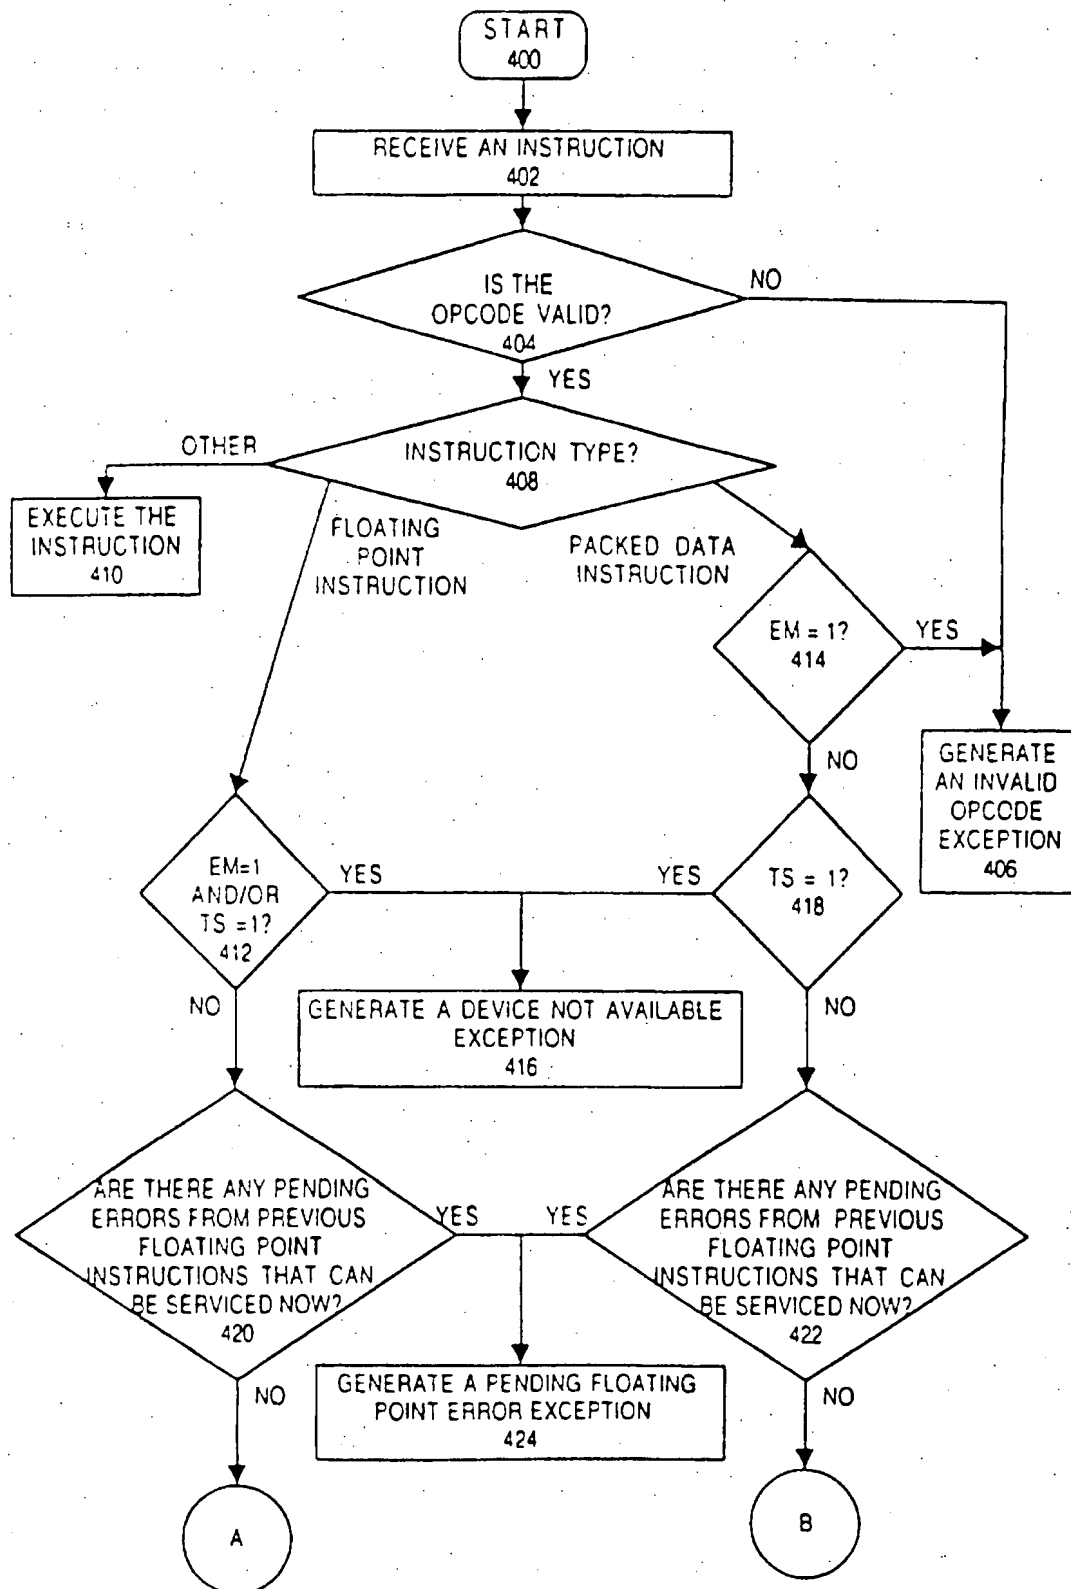 START
400
RECEIVE AN INSTRUCTION
402
IS THE
OPCODE VALID?
404
NO
YES
INSTRUCTION TYPE?
408
OTHER
EXECUTE THE
INSTRUCTION
410
FLOATING
POINT
INSTRUCTION
PACKED DATA
INSTRUCTION
EM = 1?
414
YES
NO
GENERATE
AN INVALID
OPCODE
EXCEPTION
406
EM=1
AND/OR
TS =1?
412
YES
YES
TS = 1?
418
NO
GENERATE A DEVICE NOT AVAILABLE
EXCEPTION
416
NO
ARE THERE ANY PENDING
ERRORS FROM PREVIOUS
FLOATING POINT
INSTRUCTIONS THAT CAN
BE SERVICED NOW?
420
YES
YES
ARE THERE ANY PENDING
ERRORS FROM PREVIOUS
FLOATING POINT
INSTRUCTIONS THAT CAN
BE SERVICED NOW?
422
NO
GENERATE A PENDING FLOATING
POINT ERROR EXCEPTION
424
NO
A
B